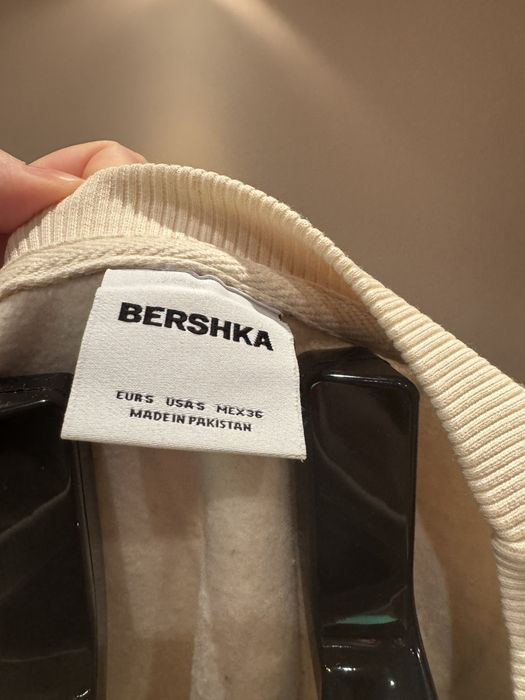 BERSHKA
EUR S USA S MEX 36
MADE IN PAKISTAN